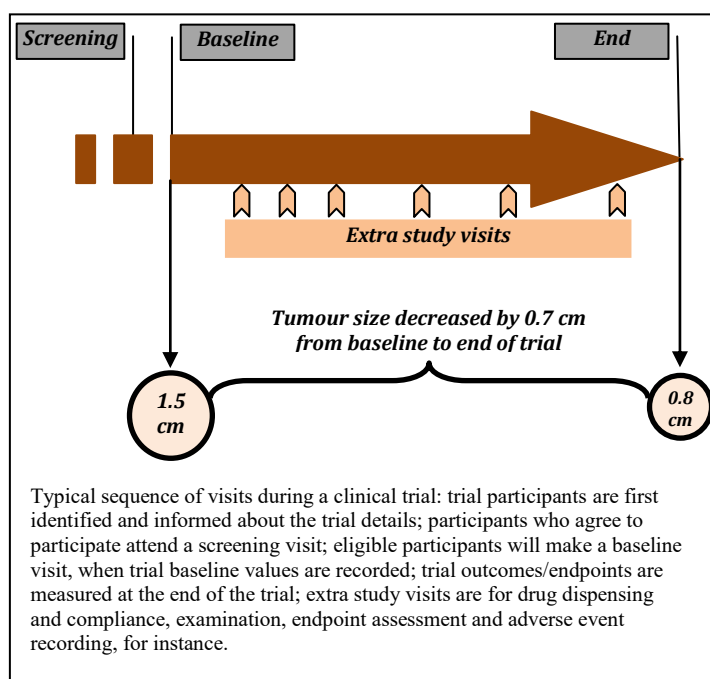 Screening
Baseline
End
Extra study visits
Tumour size decreased by 0.7 cm
from baseline to end of trial
1.5
cm
0.8
cm
Typical sequence of visits during a clinical trial: trial participants are first
identified and informed about the trial details; participants who agree to
participate attend a screening visit; eligible participants will make a baseline
visit, when trial baseline values are recorded; trial outcomes/endpoints are
measured at the end of the trial; extra study visits are for drug dispensing
and compliance, examination, endpoint assessment and adverse event
recording, for instance.